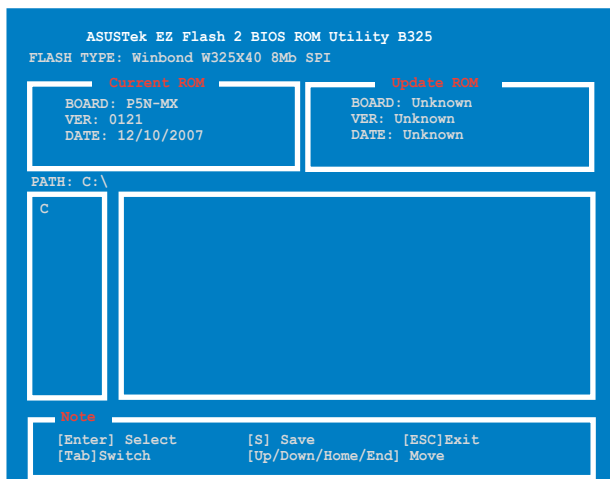 ASUSTek EZ Flash 2 BIOS ROM Utility B325
FLASH TYPE: Winbond W325X40 8Mb SPI
Current ROM
BOARD: P5N-MX
VER: 0121
DATE: 12/10/2007
Update ROM
BOARD: Unknown
VER: Unknown
DATE: Unknown
PATH: C:\
C
Note
[Enter] Select [S] Save [ESC]Exit
[Tab]Switch [Up/Down/Home/End] Move